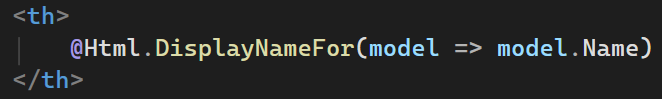 <th>
    @Html.DisplayNameFor(model => model.Name)
</th>